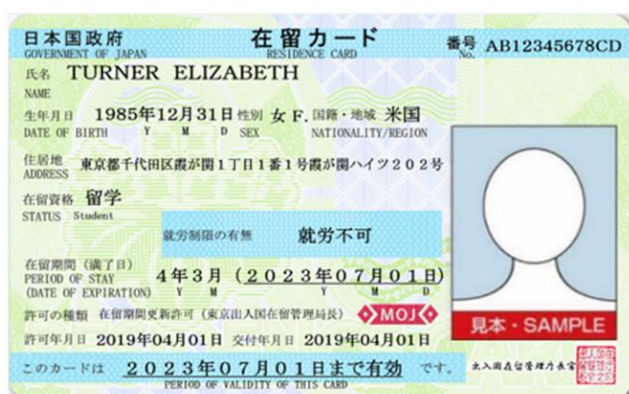 日本国政府 在留カード 番号 AB12345678CD
GOVERNMENT OF JAPAN RESIDENCE CARD No.
氏名 TURNER ELIZABETH
NAME
生年月日 1985年12月31日 性別 女 F. 国籍・地域 米国
DATE OF BIRTH Y M D SEX NATIONALITY/REGION
住居地 東京都千代田区霞が関1丁目1番1号霞が関ハイツ202号
ADDRESS
在留資格 留学
STATUS Student
就労制限の有無 就労不可
在留期間(満了日) 4年3月(2023年07月01日)
PERIOD OF STAY Y M Y M D
(DATE OF EXPIRATION)
許可の種類 在留期間更新許可(東京出入国在留管理局長) MOJ
見本・SAMPLE
許可年月日 2019年04月01日 交付年月日 2019年04月01日
このカードは 2023年07月01日まで有効 です。 出入国在留管理庁長官
PERIOD OF VALIDITY OF THIS CARD